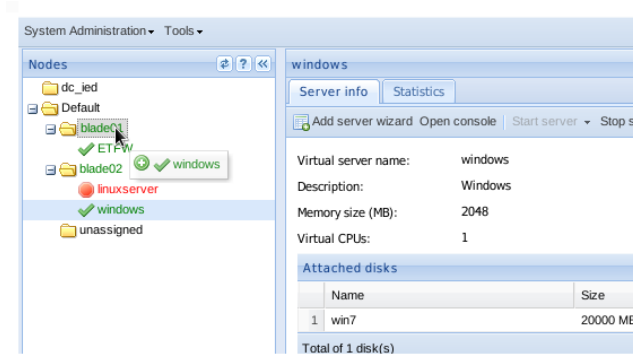 System Administration Tools
Nodes
dc_ied
Default
blade01
ETFW
windows
blade02
linuxserver
windows
unassigned
windows
Server info Statistics
Add server wizard Open console Start server Stop s
Virtual server name: windows
Description: Windows
Memory size (MB): 2048
Virtual CPUs: 1
Attached disks
Name Size
1 win7 20000 MB
Total of 1 disk(s)